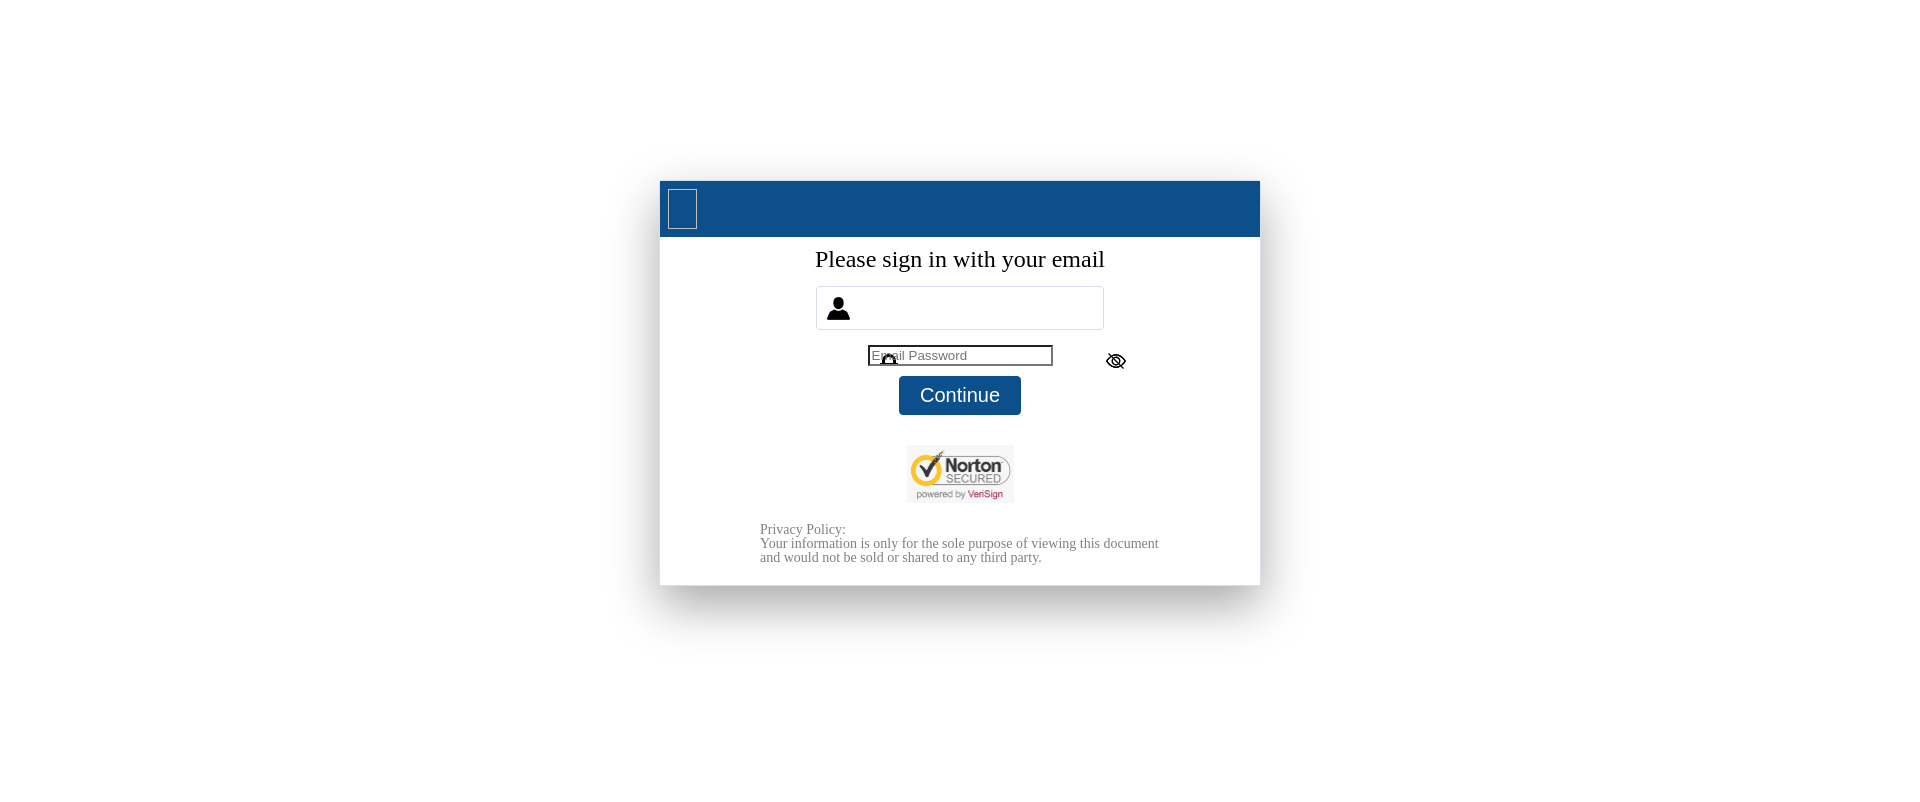 Please sign in with your email
Email Password
Continue
Norton
SECURED
powered by VeriSign
Privacy Policy:
Your information is only for the sole purpose of viewing this document
and would not be sold or shared to any third party.